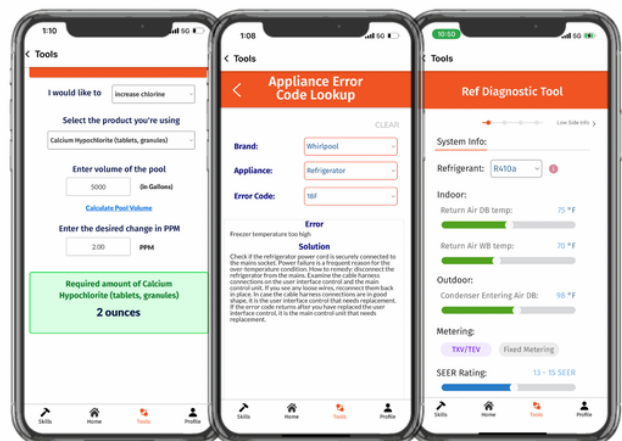 1:10
5G
Tools
I would like to
increase chlorine
Select the product you're using
Calcium Hypochlorite (tablets, granules)
Enter volume of the pool
5000
(in Gallons)
Calculate Pool Volume
Enter the desired change in PPM
2.00
PPM
Required amount of Calcium
Hypochlorite (tablets, granules)
2 ounces
Skills
Home
Tools
Profile
1:08
5G
Tools
Appliance Error
Code Lookup
CLEAR
Brand:
Whirlpool
Appliance:
Refrigerator
Error Code:
18F
Error
Freezer temperature too high
Solution
Check if the refrigerator power cord is securely connected to
the mains socket. Power failure is a frequent reason for the
over-temperature condition. How to remedy: disconnect the
refrigerator from the mains. Examine the cable harness
connections on the user interface control and the main
control unit. If you see any loose wires, reconnect them back
in place. In case the cable harness connections are in good
shape, it is the user interface control that needs replacement.
If the error code returns after you have replaced the user
interface control, it is the main control unit that needs
replacement.
Skills
Home
Tools
Profile
10:50
5G
Tools
Ref Diagnostic Tool
Low Side Info
System Info:
Refrigerant:
R410a
Indoor:
Return Air DB temp:
75 °F
Return Air WB temp:
70 °F
Outdoor:
Condenser Entering Air DB:
98 °F
Metering:
TXV/TEV
Fixed Metering
SEER Rating:
13 - 15 SEER
Skills
Home
Tools
Profile